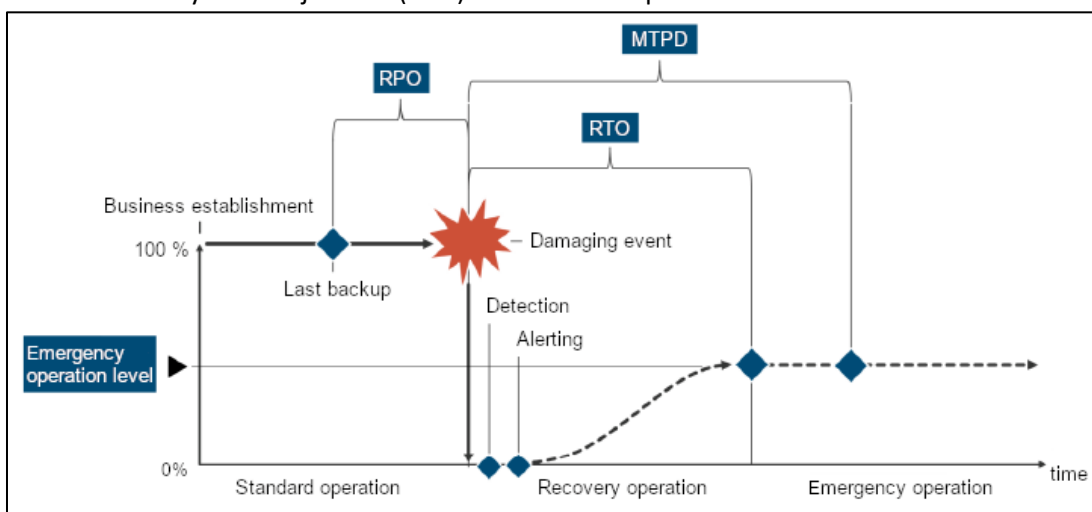 MTPD
RPO
RTO
Business establishment
100 %
Damaging event
Last backup
Detection
Alerting
Emergency
operation level
0%
time
Standard operation
Recovery operation
Emergency operation